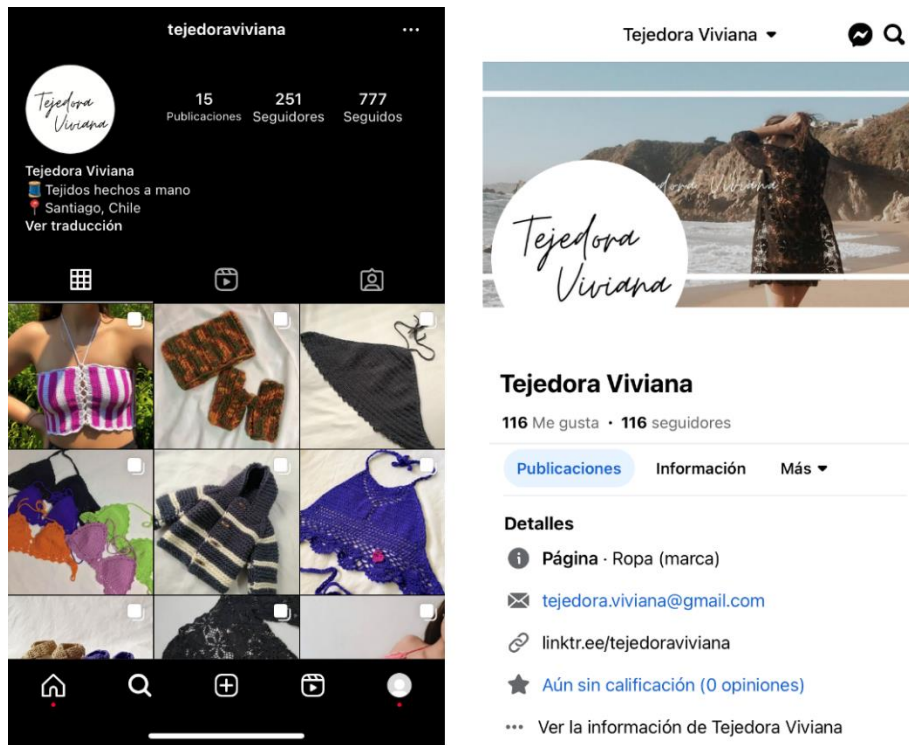 tejedoraviviana
Tejedora
Viviana
15
251
777
Publicaciones
Seguidores
Seguidos
Tejedora Viviana
Tejidos hechos a mano
Santiago, Chile
Ver traducción
Tejedora Viviana
Tejedora Viviana
Tejedora
Viviana
Tejedora Viviana
116 Me gusta • 116 seguidores
Publicaciones
Información
Más
Detalles
Página · Ropa (marca)
tejedora.viviana@gmail.com
linktr.ee/tejedoraviviana
Aún sin calificación (0 opiniones)
Ver la información de Tejedora Viviana